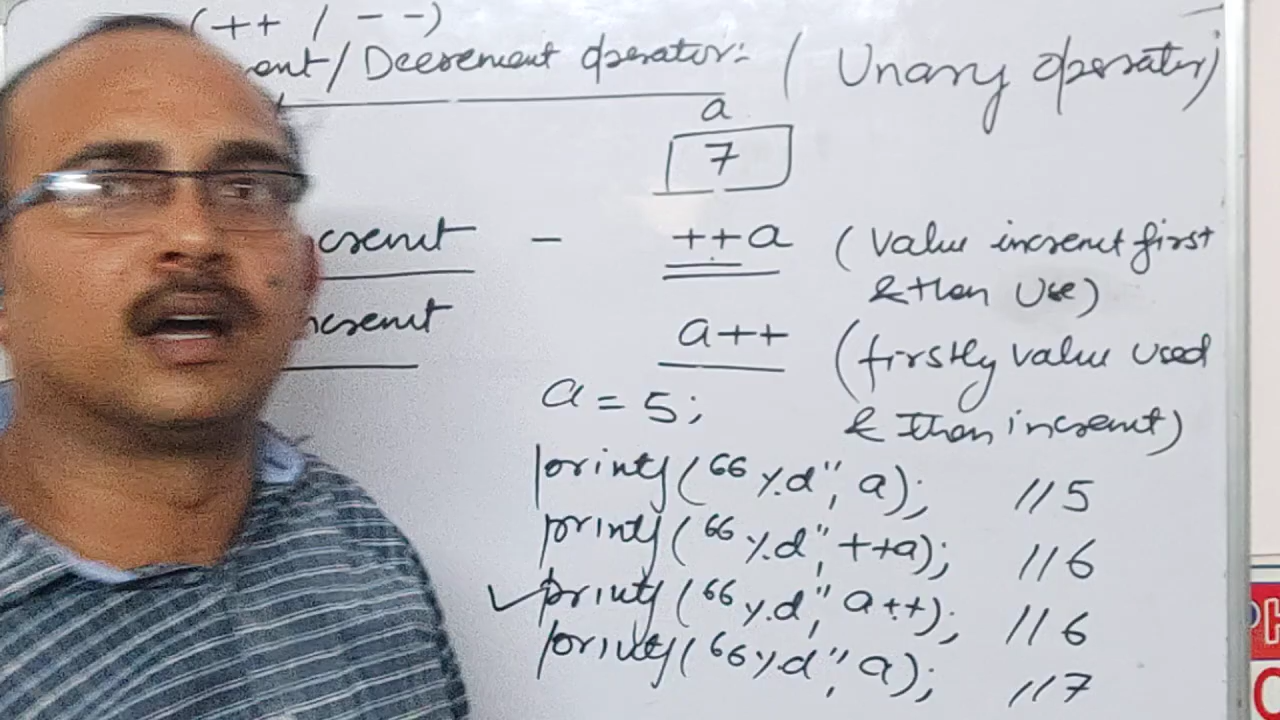 (++ / --)
ent/ Decrement operator: ( Unary operator)
a
7
crement - ++a (Value increment first
& then Use)
ncrement a++ (firstly value used
& then increment)
a = 5;
printf("%d", a); //5
printf("%d", ++a); //6
✓printf("%d", a++); //6
printf("%d", a); //7